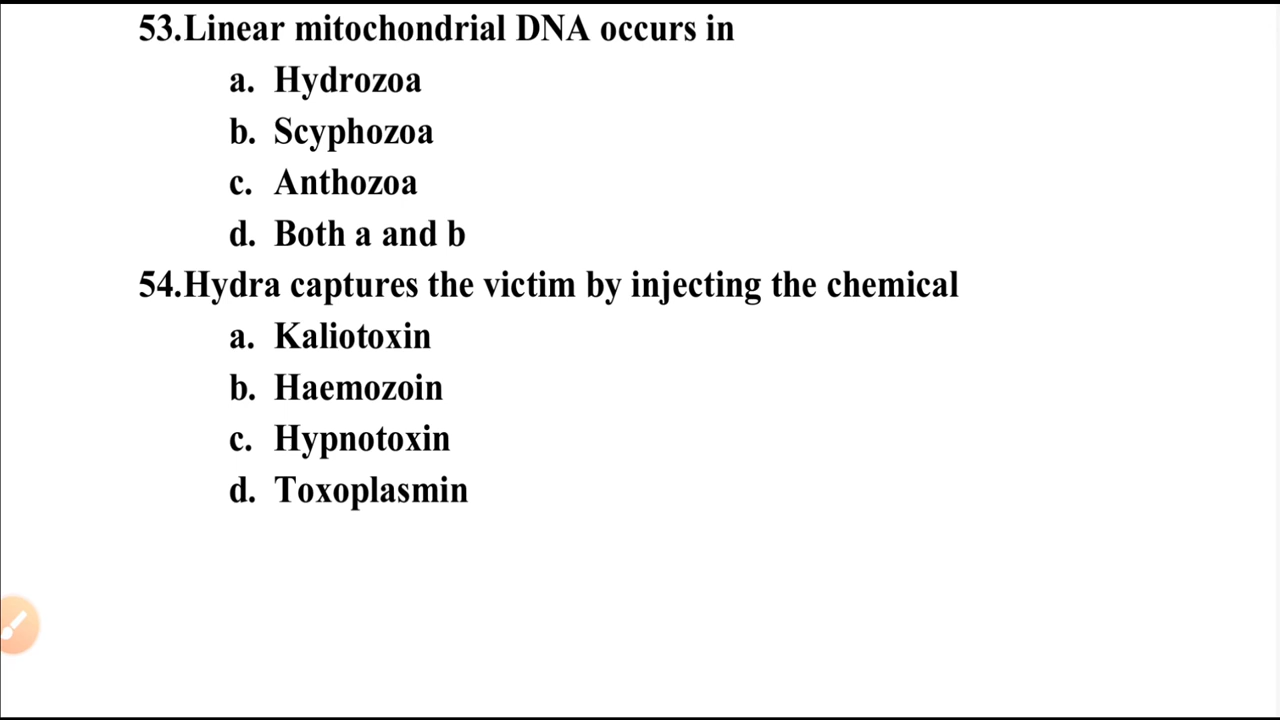 53.Linear mitochondrial DNA occurs in
a. Hydrozoa
b. Scyphozoa
c. Anthozoa
d. Both a and b
54.Hydra captures the victim by injecting the chemical
a. Kaliotoxin
b. Haemozoin
c. Hypnotoxin
d. Toxoplasmin